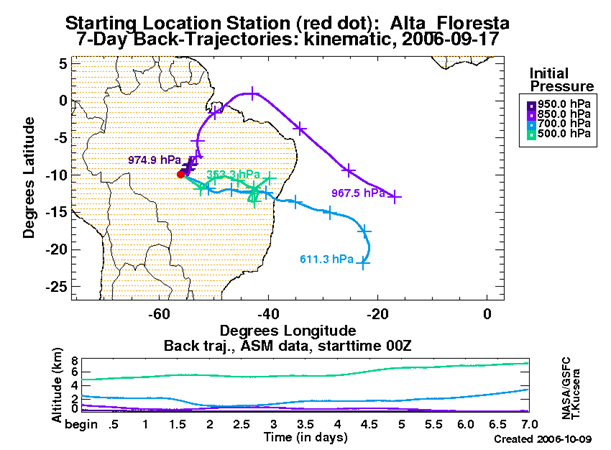 Starting Location Station (red dot): Alta_Floresta
7-Day Back-Trajectories: kinematic, 2006-09-17
Initial
Pressure
950.0 hPa
850.0 hPa
700.0 hPa
500.0 hPa
Degrees Latitude
5
0
-5
-10
-15
-20
-25
974.9 hPa
353.3 hPa
967.5 hPa
611.3 hPa
-60
-40
-20
0
Degrees Longitude
Back traj., ASM data, starttime 00Z
Altitude (km)
8
6
4
2
0
begin .5 1 1.5 2.0 2.5 3.0 3.5 4.0 4.5 5.0 5.5 6.0 6.5 7.0
Time (in days)
NASA/GSFC
T.Kucsera
Created 2006-10-09